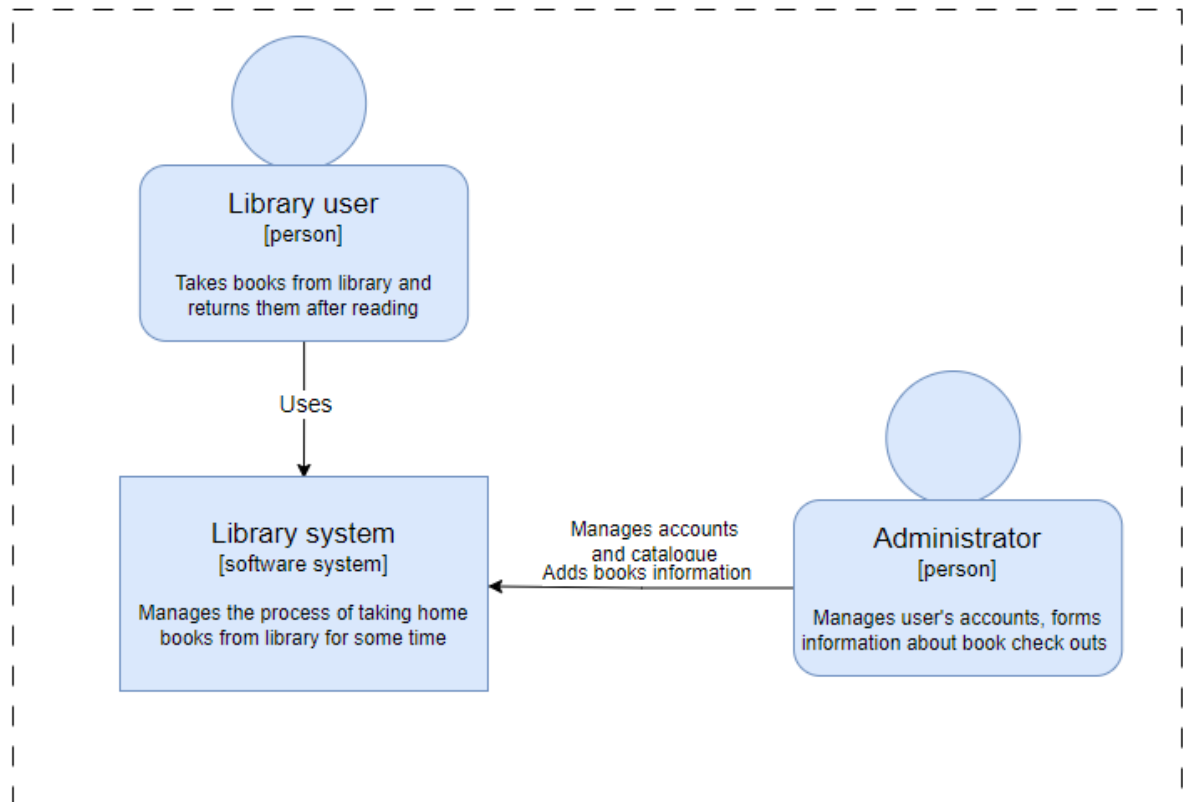 Library user
[person]
Takes books from library and
returns them after reading
Uses
Library system
[software system]
Manages the process of taking home
books from library for some time
Manages accounts
and catalogue
Adds books information
Administrator
[person]
Manages user's accounts, forms
information about book check outs